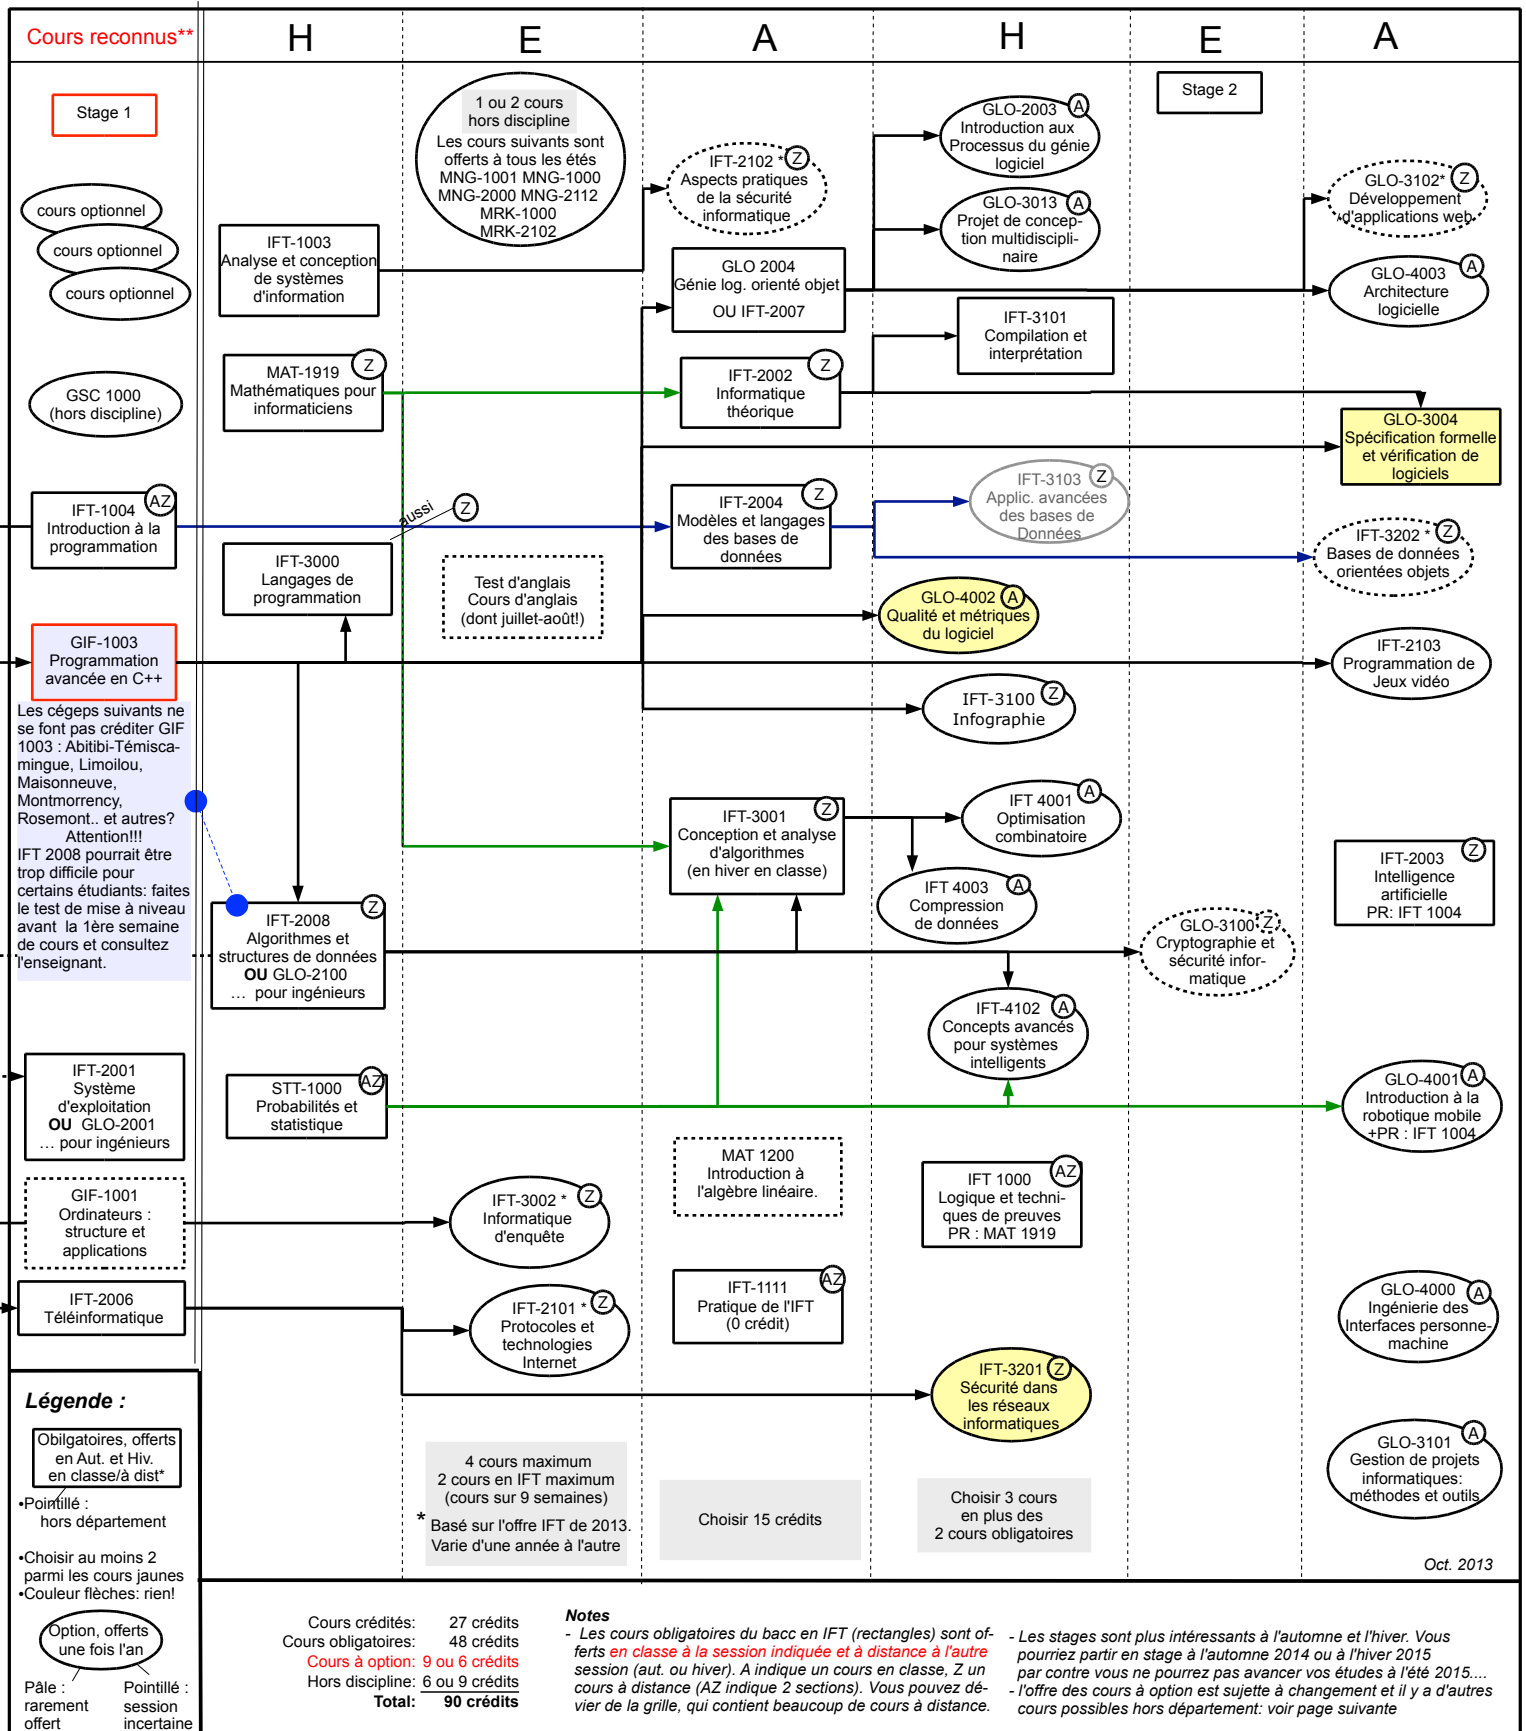 Cours reconnus**
H
E
A
H
E
A
Stage 1
cours optionnel
cours optionnel
cours optionnel
GSC 1000
(hors discipline)
AZ
IFT-1004
Introduction à la
programmation
GIF-1003
Programmation
avancée en C++
Les cégeps suivants ne
se font pas créditer GIF
1003 : Abitibi-Témisca-
mingue, Limoilou,
Maisonneuve,
Montmorrency,
Rosemont.. et autres?
Attention!!!
IFT 2008 pourrait être
trop difficile pour
certains étudiants: faites
le test de mise à niveau
avant  la 1ère semaine
de cours et consultez
l'enseignant.
IFT-2001
Système
d'exploitation
OU  GLO-2001
… pour ingénieurs
GIF-1001
Ordinateurs :
structure et
applications
IFT-2006
Téléinformatique
IFT-1003
Analyse et conception
de systèmes
d'information
Z
MAT-1919
Mathématiques pour
informaticiens
aussi
Z
IFT-3000
Langages de
programmation
Z
IFT-2008
Algorithmes et
structures de données
OU GLO-2100
… pour ingénieurs
AZ
STT-1000
Probabilités et
statistique
1 ou 2 cours
hors discipline
Les cours suivants sont
offerts à tous les étés
MNG-1001 MNG-1000
MNG-2000 MNG-2112
MRK-1000
MRK-2102
Test d'anglais
Cours d'anglais
(dont juillet-août!)
IFT-3002 *
Z
Informatique
d'enquête
IFT-2101 *
Z
Protocoles et
technologies
Internet
4 cours maximum
2 cours en IFT maximum
(cours sur 9 semaines)
* Basé sur l'offre IFT de 2013.
Varie d'une année à l'autre
IFT-2102 *
Z
Aspects pratiques
de la sécurité
informatique
GLO 2004
Génie log. orienté objet
OU IFT-2007
Z
IFT-2002
Informatique
théorique
Z
IFT-2004
Modèles et langages
des bases de
données
Z
IFT-3001
Conception et analyse
d'algorithmes
(en hiver en classe)
MAT 1200
Introduction à
l'algèbre linéaire.
AZ
IFT-1111
Pratique de l'IFT
(0 crédit)
Choisir 15 crédits
GLO-2003
A
Introduction aux
Processus du génie
logiciel
GLO-3013
A
Projet de concep-
tion multidiscipli-
naire
IFT-3101
Compilation et
interprétation
IFT-3103
Z
Applic. avancées
des bases de
Données
GLO-4002
A
Qualité et métriques
du logiciel
IFT-3100
Z
Infographie
IFT 4001
A
Optimisation
combinatoire
IFT 4003
A
Compression
de données
IFT-4102
A
Concepts avancés
pour systèmes
intelligents
AZ
IFT 1000
Logique et techni-
ques de preuves
PR : MAT 1919
IFT-3201
Z
Sécurité dans
les réseaux
informatiques
Choisir 3 cours
en plus des
2 cours obligatoires
Stage 2
GLO-3100
Z
Cryptographie et
sécurité infor-
matique
GLO-3102*
Z
Développement
d'applications web
GLO-4003
A
Architecture
logicielle
GLO-3004
Spécification formelle
et vérification de
logiciels
IFT-3202 *
Z
Bases de données
orientées objets
IFT-2103
Programmation de
Jeux vidéo
Z
IFT-2003
Intelligence
artificielle
PR: IFT 1004
GLO-4001
A
Introduction à la
robotique mobile
+PR : IFT 1004
GLO-4000
A
Ingénierie des
Interfaces personne-
machine
GLO-3101
A
Gestion de projets
informatiques:
méthodes et outils
Oct. 2013
Légende :
Obilgatoires, offerts
en Aut. et Hiv.
en classe/à dist*
•Pointillé :
hors département
•Choisir au moins 2
parmi les cours jaunes
•Couleur flèches: rien!
Option, offerts
une fois l'an
Pâle :
rarement
offert
Pointillé :
session
incertaine
Cours crédités: 27 crédits
Cours obligatoires: 48 crédits
Cours à option: 9 ou 6 crédits
Hors discipline: 6 ou 9 crédits
Total: 90 crédits
Notes
- Les cours obligatoires du bacc en IFT (rectangles) sont of-
ferts en classe à la session indiquée et à distance à l'autre
session (aut. ou hiver). A indique un cours en classe, Z un
cours à distance (AZ indique 2 sections). Vous pouvez dé-
vier de la grille, qui contient beaucoup de cours à distance.
- Les stages sont plus intéressants à l'automne et l'hiver. Vous
pourriez partir en stage à l'automne 2014 ou à l'hiver 2015
par contre vous ne pourrez pas avancer vos études à l'été 2015....
- l'offre des cours à option est sujette à changement et il y a d'autres
cours possibles hors département: voir page suivante